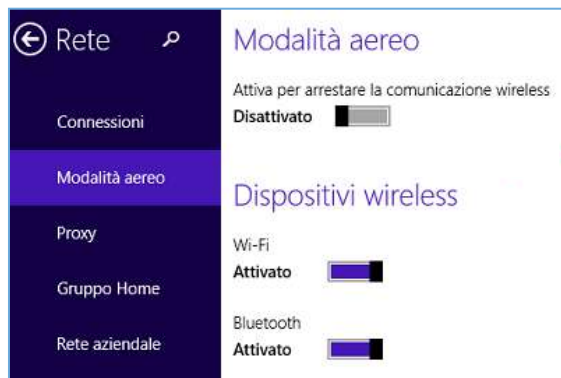 Rete
Connessioni
Modalità aereo
Proxy
Gruppo Home
Rete aziendale
Modalità aereo
Attiva per arrestare la comunicazione wireless
Disattivato
Dispositivi wireless
Wi-Fi
Attivato
Bluetooth
Attivato